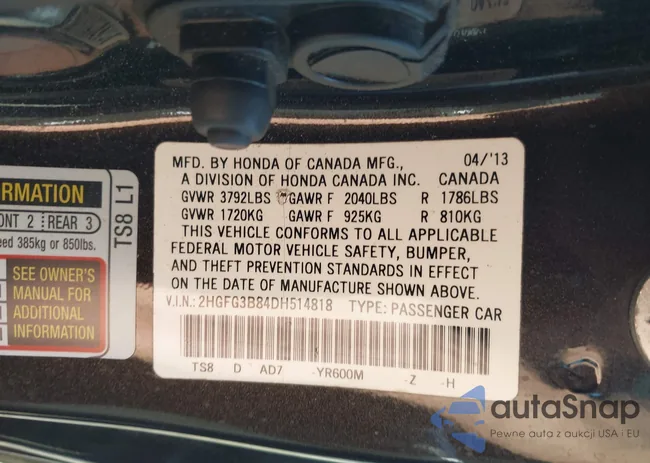 RMATION
ONT 2 REAR 3
eed 385kg or 850lbs.
SEE OWNER'S
MANUAL FOR
ADDITIONAL
INFORMATION
TS8 L1
MFD. BY HONDA OF CANADA MFG., 04/'13
A DIVISION OF HONDA CANADA INC. CANADA
GVWR 3792LBS GAWR F 2040LBS R 1786LBS
GVWR 1720KG GAWR F 925KG R 810KG
THIS VEHICLE CONFORMS TO ALL APPLICABLE
FEDERAL MOTOR VEHICLE SAFETY, BUMPER,
AND THEFT PREVENTION STANDARDS IN EFFECT
ON THE DATE OF MANUFACTURE SHOWN ABOVE.
V.I.N.: 2HGFG3B84DH514818 TYPE: PASSENGER CAR
TS8 D AD7 -YR600M -Z -H
autaSnap
Pewne auta z aukcji USA i EU